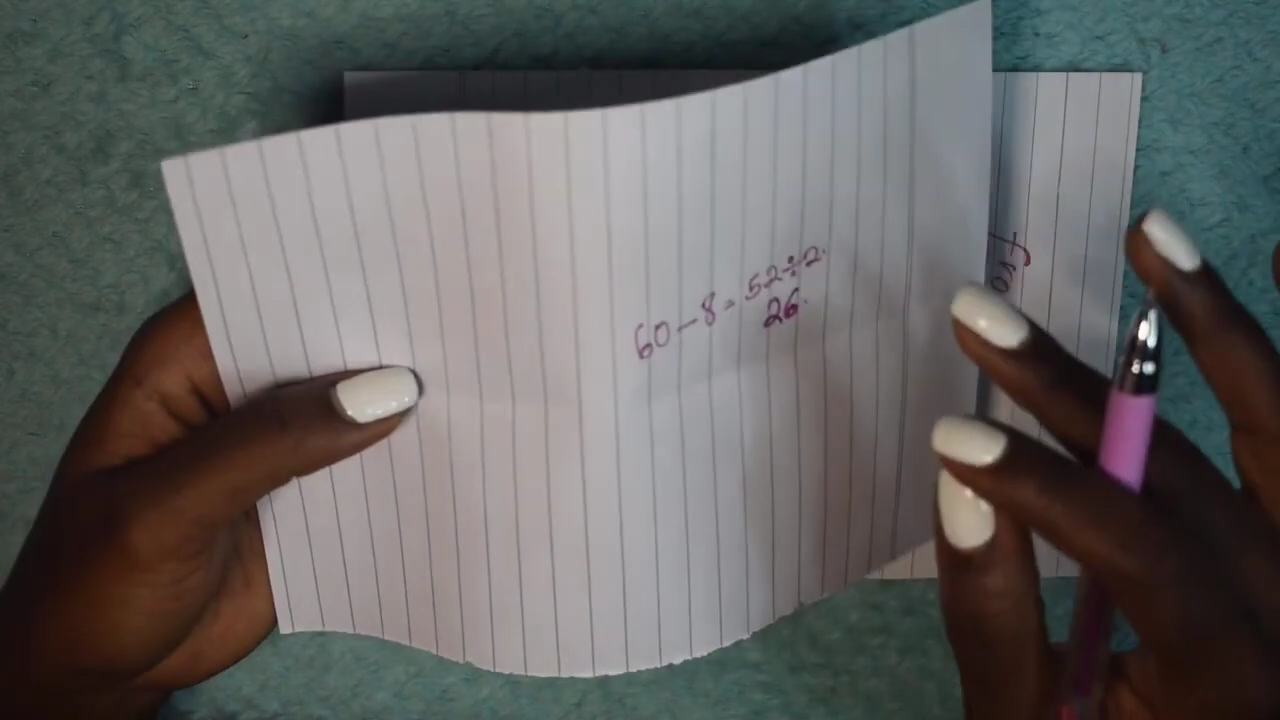 60 – 8 = 52 ÷ 2.
26.